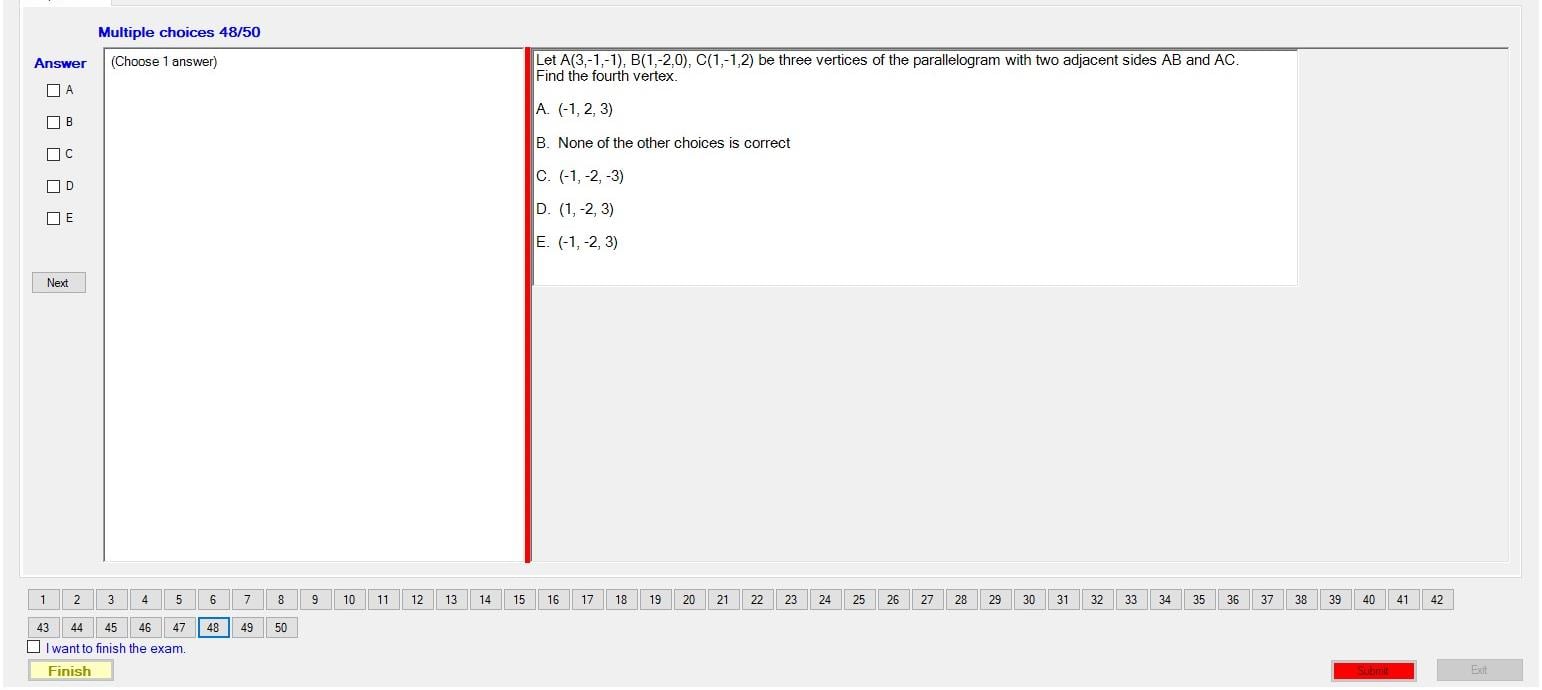 Multiple choices 48/50
Answer
(Choose 1 answer)
A
B
C
D
E
Next
Let A(3,-1,-1), B(1,-2,0), C(1,-1,2) be three vertices of the parallelogram with two adjacent sides AB and AC.
Find the fourth vertex.
A. (-1, 2, 3)
B. None of the other choices is correct
C. (-1, -2, -3)
D. (1, -2, 3)
E. (-1, -2, 3)
1 2 3 4 5 6 7 8 9 10 11 12 13 14 15 16 17 18 19 20 21 22 23 24 25 26 27 28 29 30 31 32 33 34 35 36 37 38 39 40 41 42
43 44 45 46 47 48 49 50
I want to finish the exam.
Finish
Submit
Exit